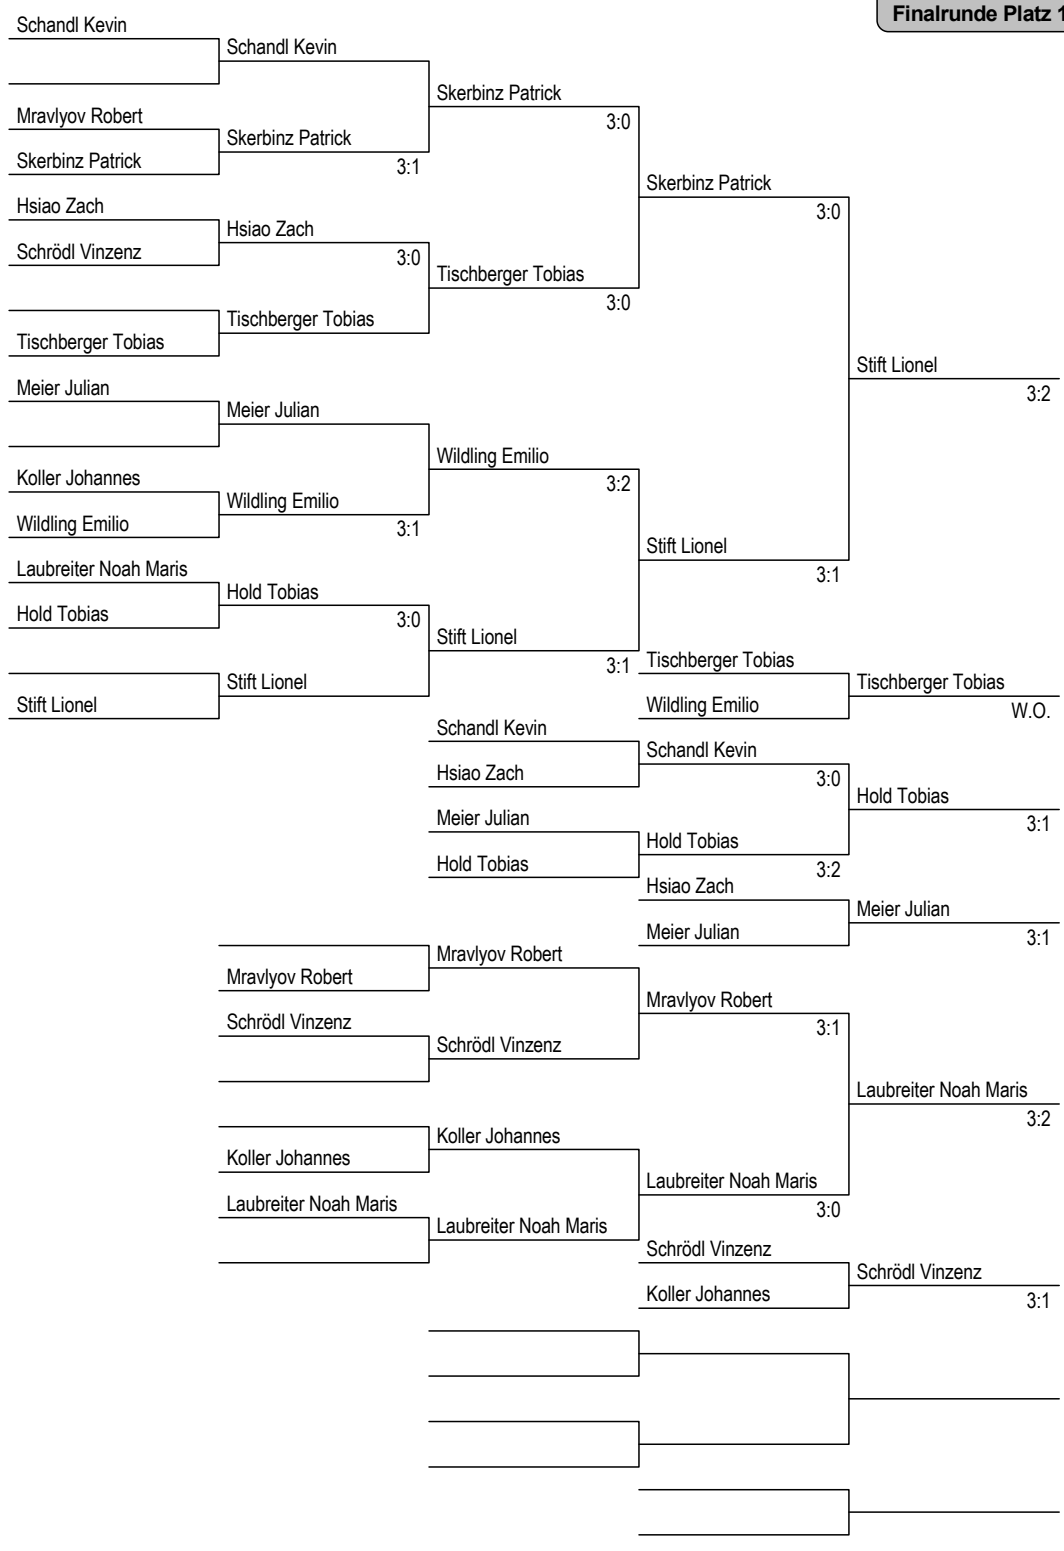 Finalrunde Platz 1
Schandl Kevin
Schandl Kevin
Skerbinz Patrick
Mravlyov Robert
3:0
Skerbinz Patrick
Skerbinz Patrick
3:1
Skerbinz Patrick
Hsiao Zach
3:0
Hsiao Zach
Schrödl Vinzenz
3:0
Tischberger Tobias
3:0
Tischberger Tobias
Tischberger Tobias
Stift Lionel
Meier Julian
3:2
Meier Julian
Wildling Emilio
Koller Johannes
3:2
Wildling Emilio
Wildling Emilio
3:1
Stift Lionel
Laubreiter Noah Maris
3:1
Hold Tobias
Hold Tobias
3:0
Stift Lionel
3:1
Tischberger Tobias
Stift Lionel
Tischberger Tobias
Stift Lionel
Wildling Emilio
W.O.
Schandl Kevin
Schandl Kevin
Hsiao Zach
3:0
Hold Tobias
Meier Julian
3:1
Hold Tobias
Hold Tobias
3:2
Hsiao Zach
Meier Julian
Meier Julian
3:1
Mravlyov Robert
Mravlyov Robert
Mravlyov Robert
Schrödl Vinzenz
3:1
Schrödl Vinzenz
Laubreiter Noah Maris
3:2
Koller Johannes
Koller Johannes
Laubreiter Noah Maris
Laubreiter Noah Maris
3:0
Laubreiter Noah Maris
Schrödl Vinzenz
Schrödl Vinzenz
Koller Johannes
3:1